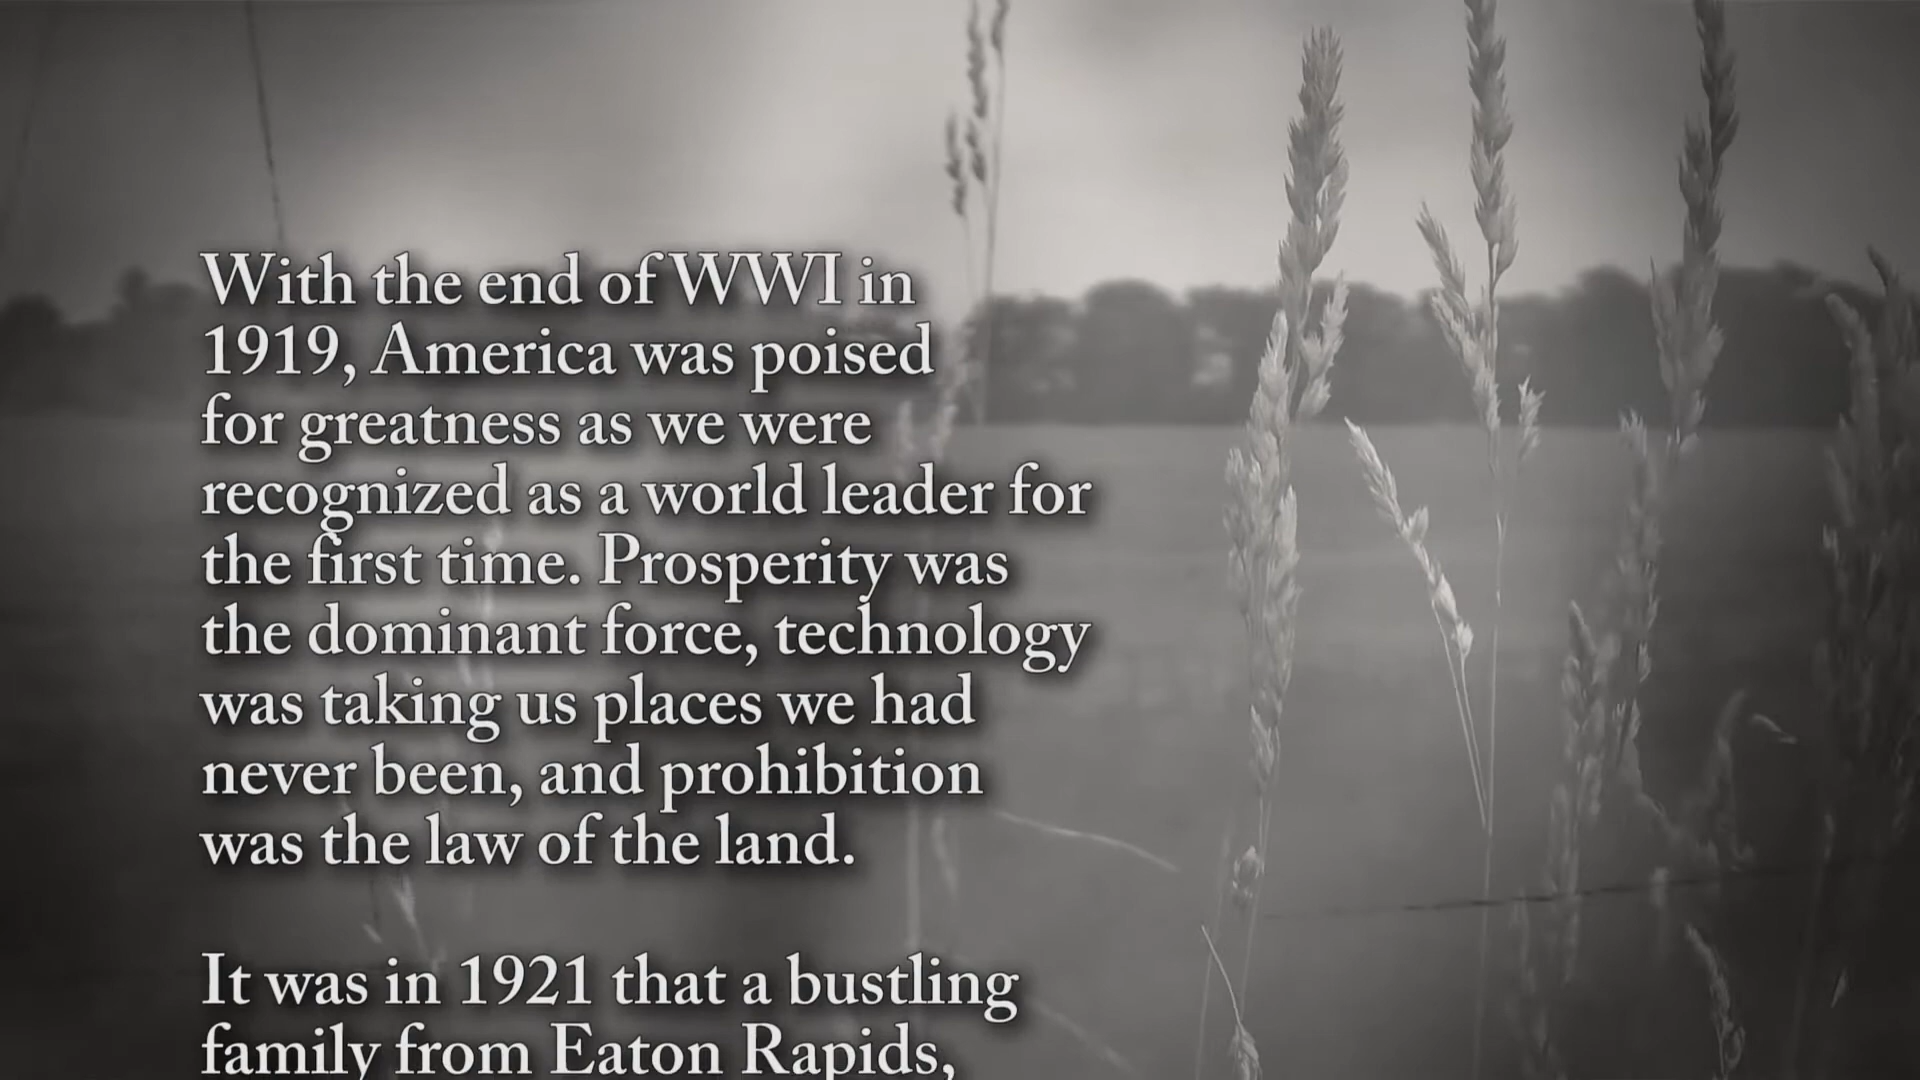 With the end of WWI in
1919, America was poised
for greatness as we were
recognized as a world leader for
the first time. Prosperity was
the dominant force, technology
was taking us places we had
never been, and prohibition
was the law of the land.
It was in 1921 that a bustling
family from Eaton Rapids,